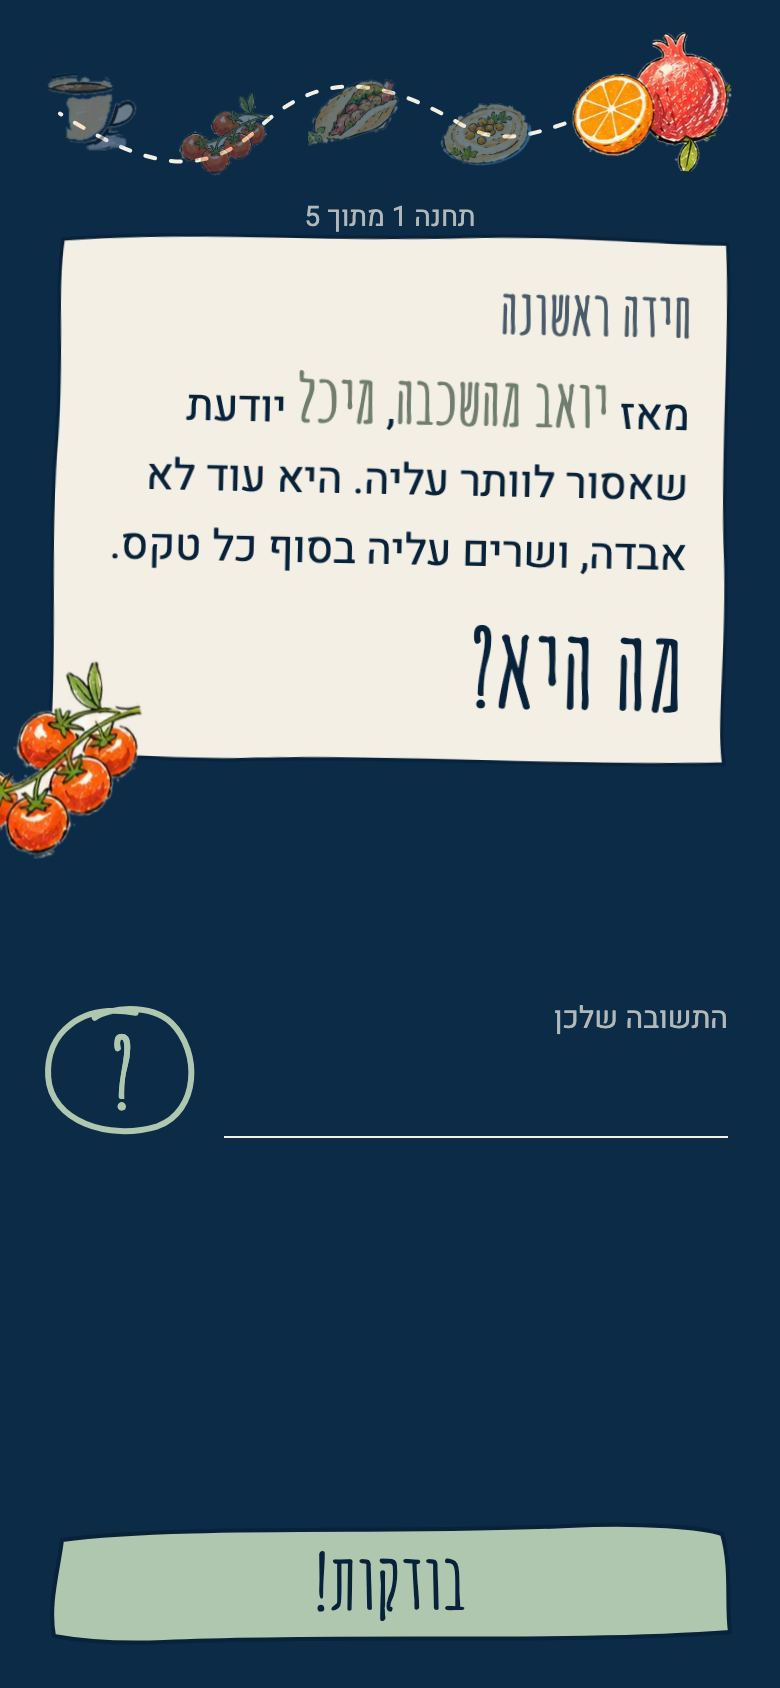 תחנה 1 מתוך 5
חידה ראשונה
מאז יואב מהשכבה, מיכל יודעת
שאסור לוותר עליה. היא עוד לא
אבדה, ושרים עליה בסוף כל טקס.
מה היא?
התשובה שלכן
?
בודקות!